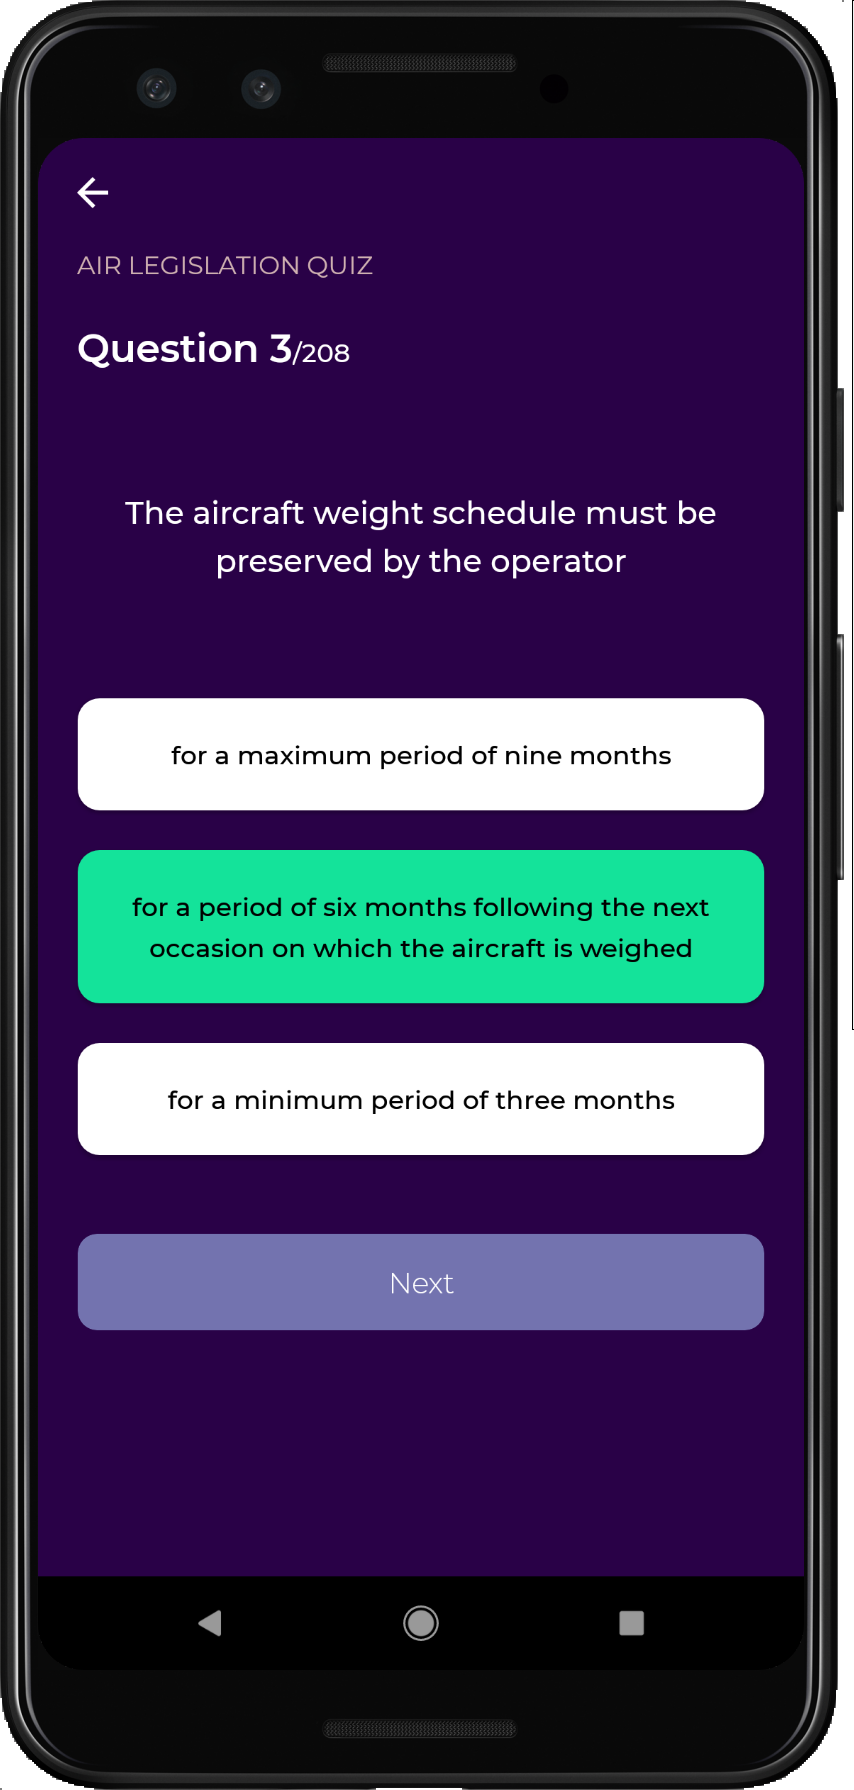 AIR LEGISLATION QUIZ
Question 3/208
The aircraft weight schedule must be
preserved by the operator
for a maximum period of nine months
for a period of six months following the next
occasion on which the aircraft is weighed
for a minimum period of three months
Next